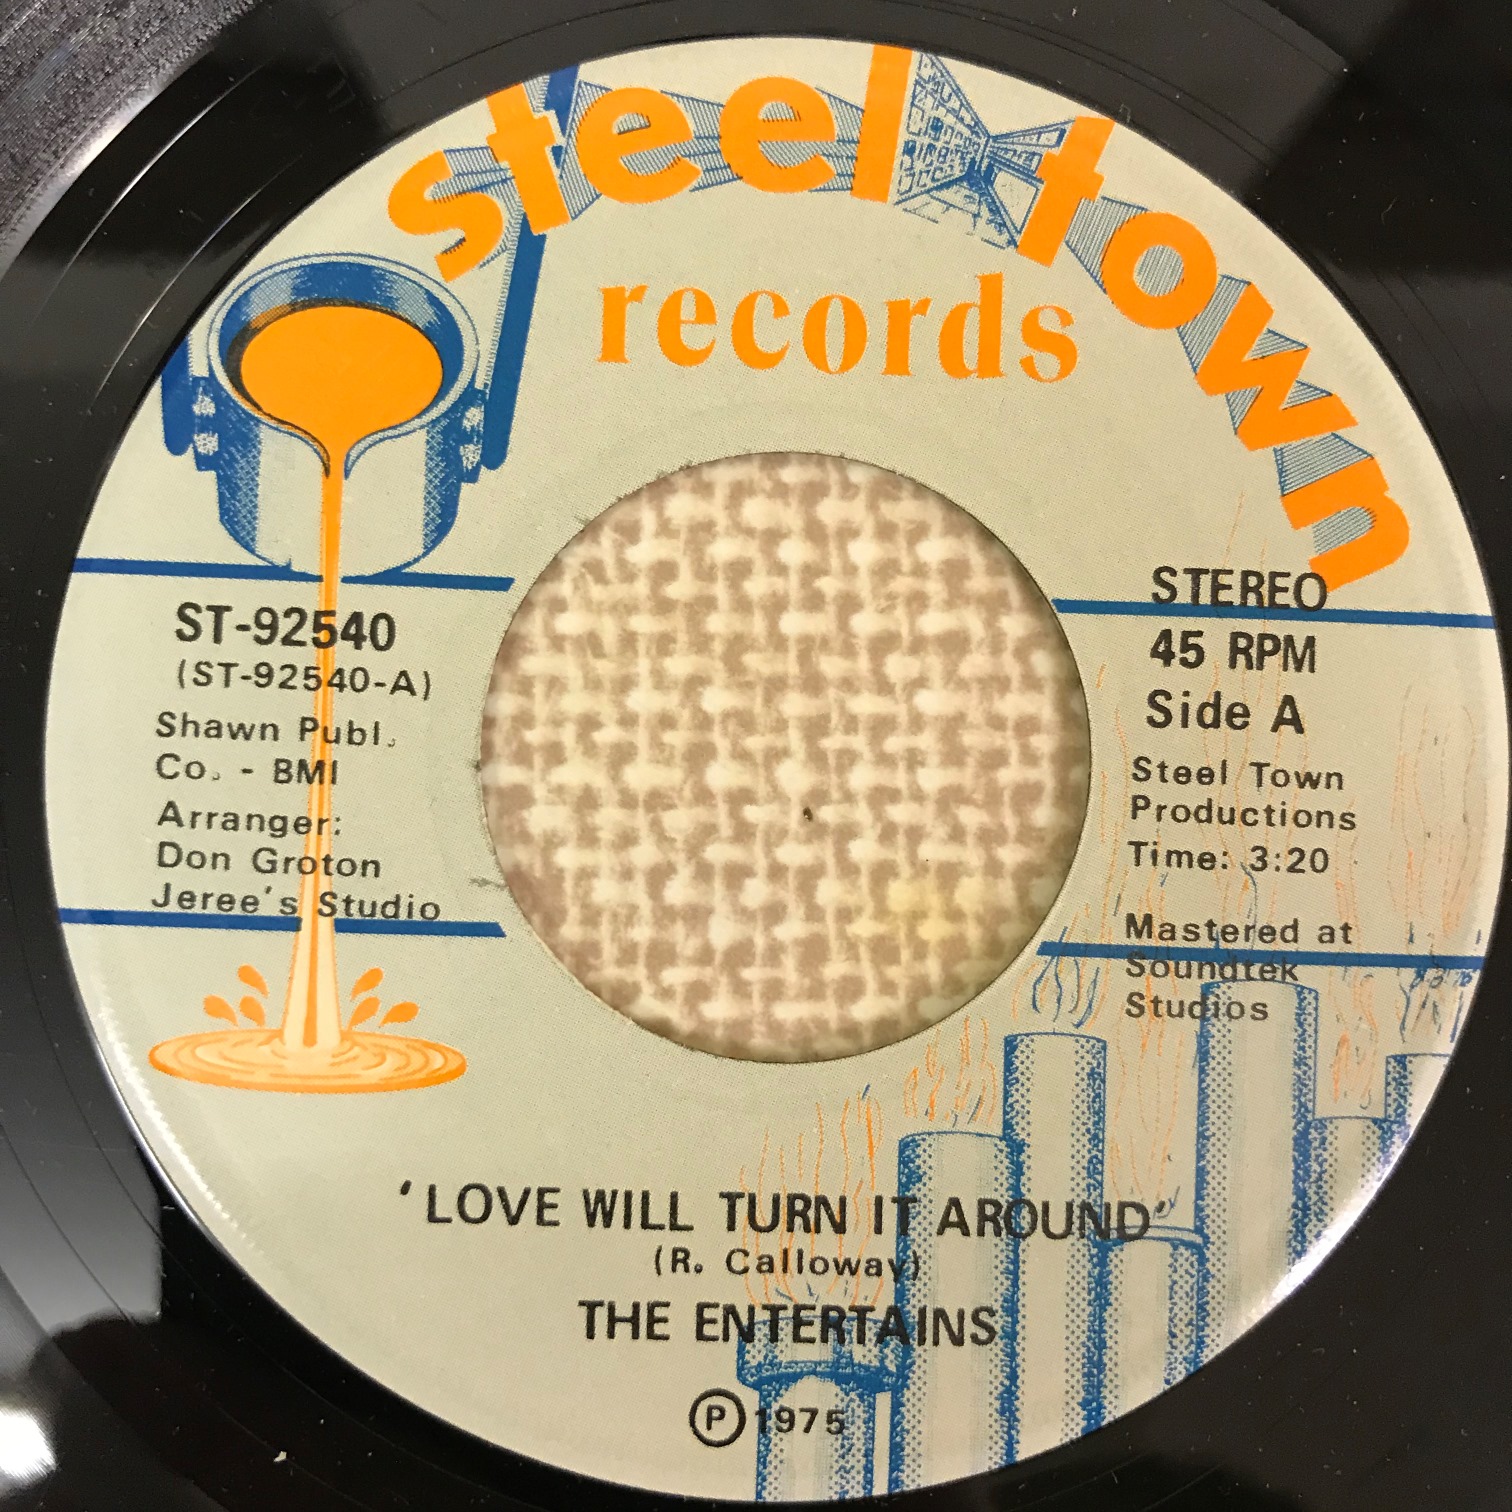 steel town
records
ST-92540
(ST-92540-A)
Shawn Publ.
Co. - BMI
Arranger:
Don Groton
Jeree's Studio
STEREO
45 RPM
Side A
Steel Town
Productions
Time: 3:20
Mastered at
Soundtek
Studios
'LOVE WILL TURN IT AROUND'
(R. Calloway)
THE ENTERTAINS
Ⓟ 1975